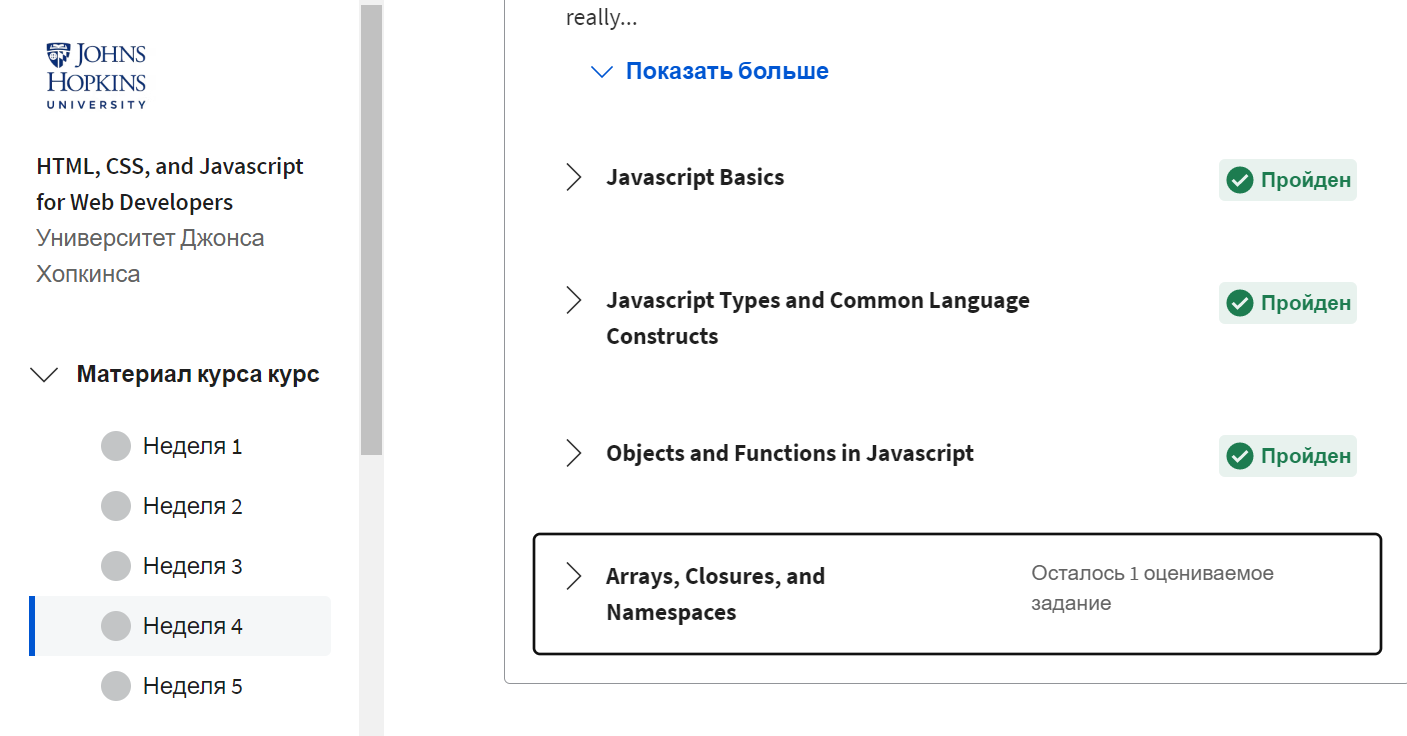 JOHNS
HOPKINS
UNIVERSITY
HTML, CSS, and Javascript
for Web Developers
Университет Джонса
Хопкинса
Материал курса курс
Неделя 1
Неделя 2
Неделя 3
Неделя 4
Неделя 5
really...
Показать больше
Javascript Basics
Пройден
Javascript Types and Common Language
Constructs
Пройден
Objects and Functions in Javascript
Пройден
Arrays, Closures, and
Namespaces
Осталось 1 оцениваемое
задание